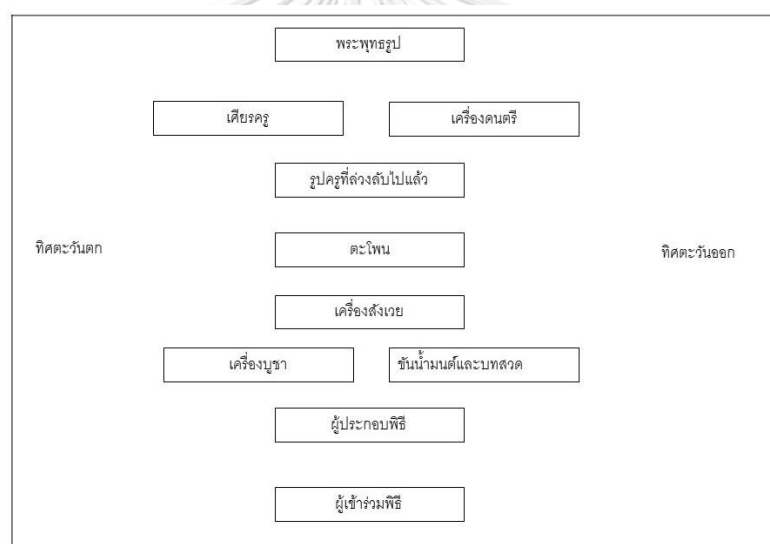 พระพุทธรูป
เศียรครู
เครื่องดนตรี
รูปครูที่ล่วงลับไปแล้ว
ทิศตะวันตก
ตะโพน
ทิศตะวันออก
เครื่องสังเวย
เครื่องบูชา
ขันน้ำมนต์และบทสวด
ผู้ประกอบพิธี
ผู้เข้าร่วมพิธี